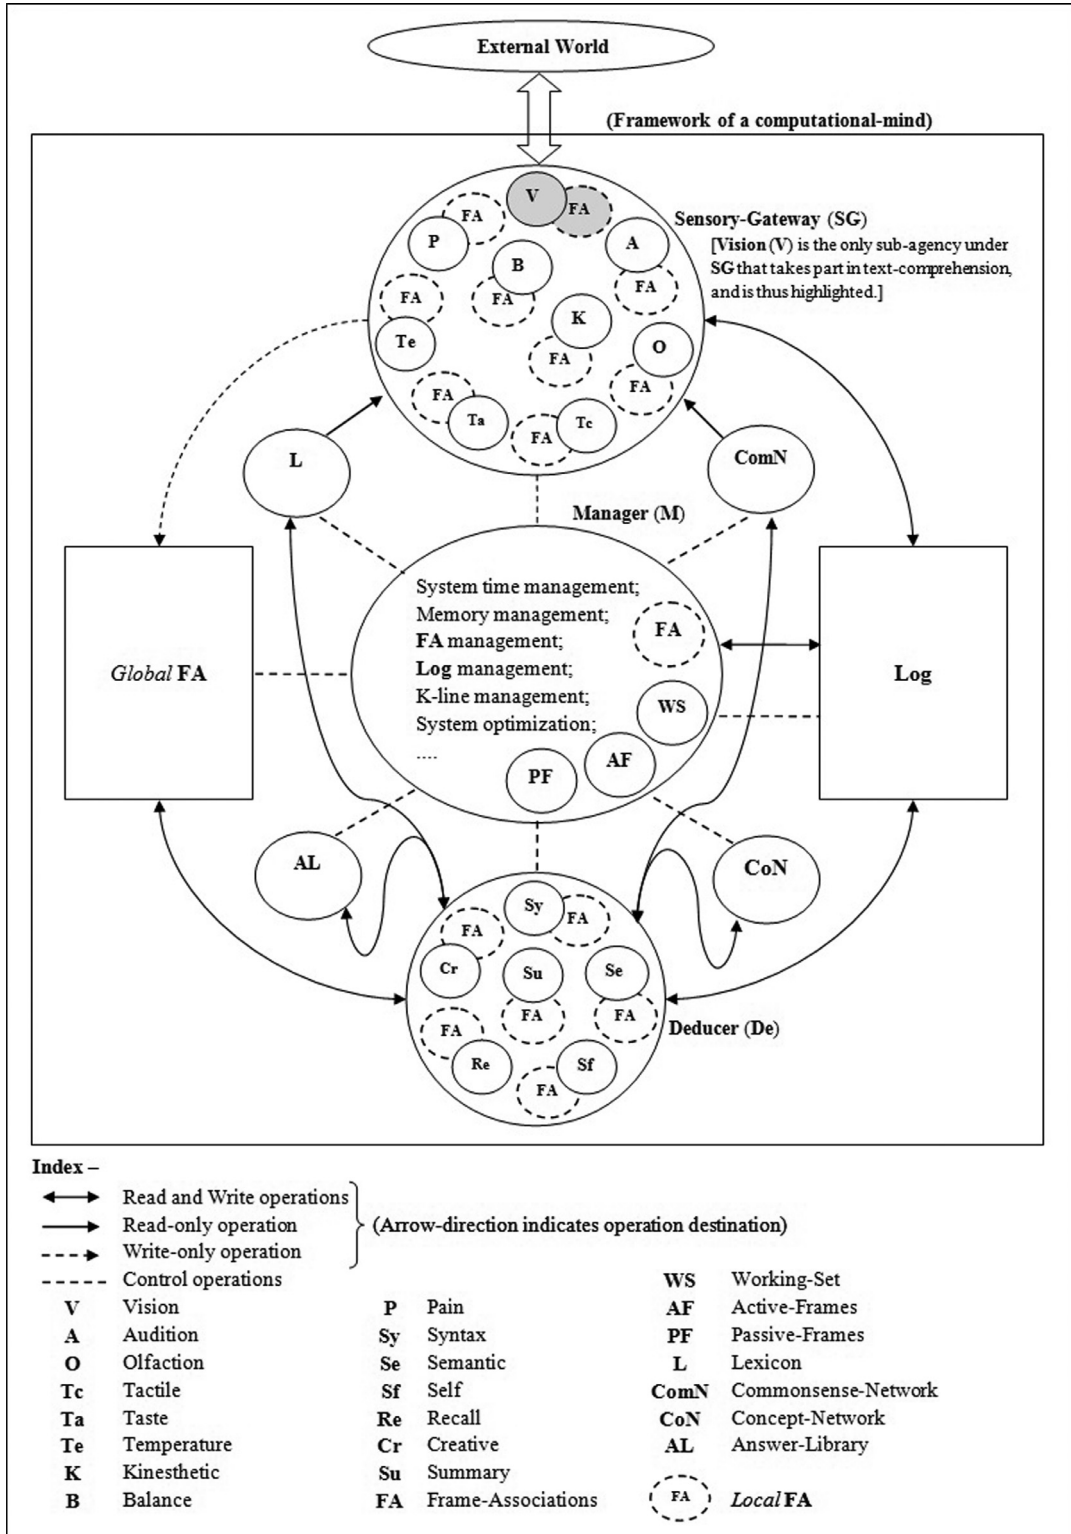 External World
(Framework of a computational-mind)
V
FA
FA
P
A
Sensory-Gateway (SG)
[Vision (V) is the only sub-agency under
SG that takes part in text-comprehension,
and is thus highlighted.]
B
FA
FA
FA
K
Te
O
FA
FA
FA
Ta
FA
Tc
L
ComN
Manager (M)
System time management;
Memory management;
FA management;
Log management;
K-line management;
System optimization;
....
FA
WS
AF
PF
Global FA
Log
AL
CoN
Sy
FA
FA
Cr
Su
Se
FA
FA
FA
Re
Sf
FA
Deducer (De)
Index –
Read and Write operations
Read-only operation
(Arrow-direction indicates operation destination)
Write-only operation
Control operations
V Vision
A Audition
O Olfaction
Tc Tactile
Ta Taste
Te Temperature
K Kinesthetic
B Balance
P Pain
Sy Syntax
Se Semantic
Sf Self
Re Recall
Cr Creative
Su Summary
FA Frame-Associations
WS Working-Set
AF Active-Frames
PF Passive-Frames
L Lexicon
ComN Commonsense-Network
CoN Concept-Network
AL Answer-Library
FA Local FA